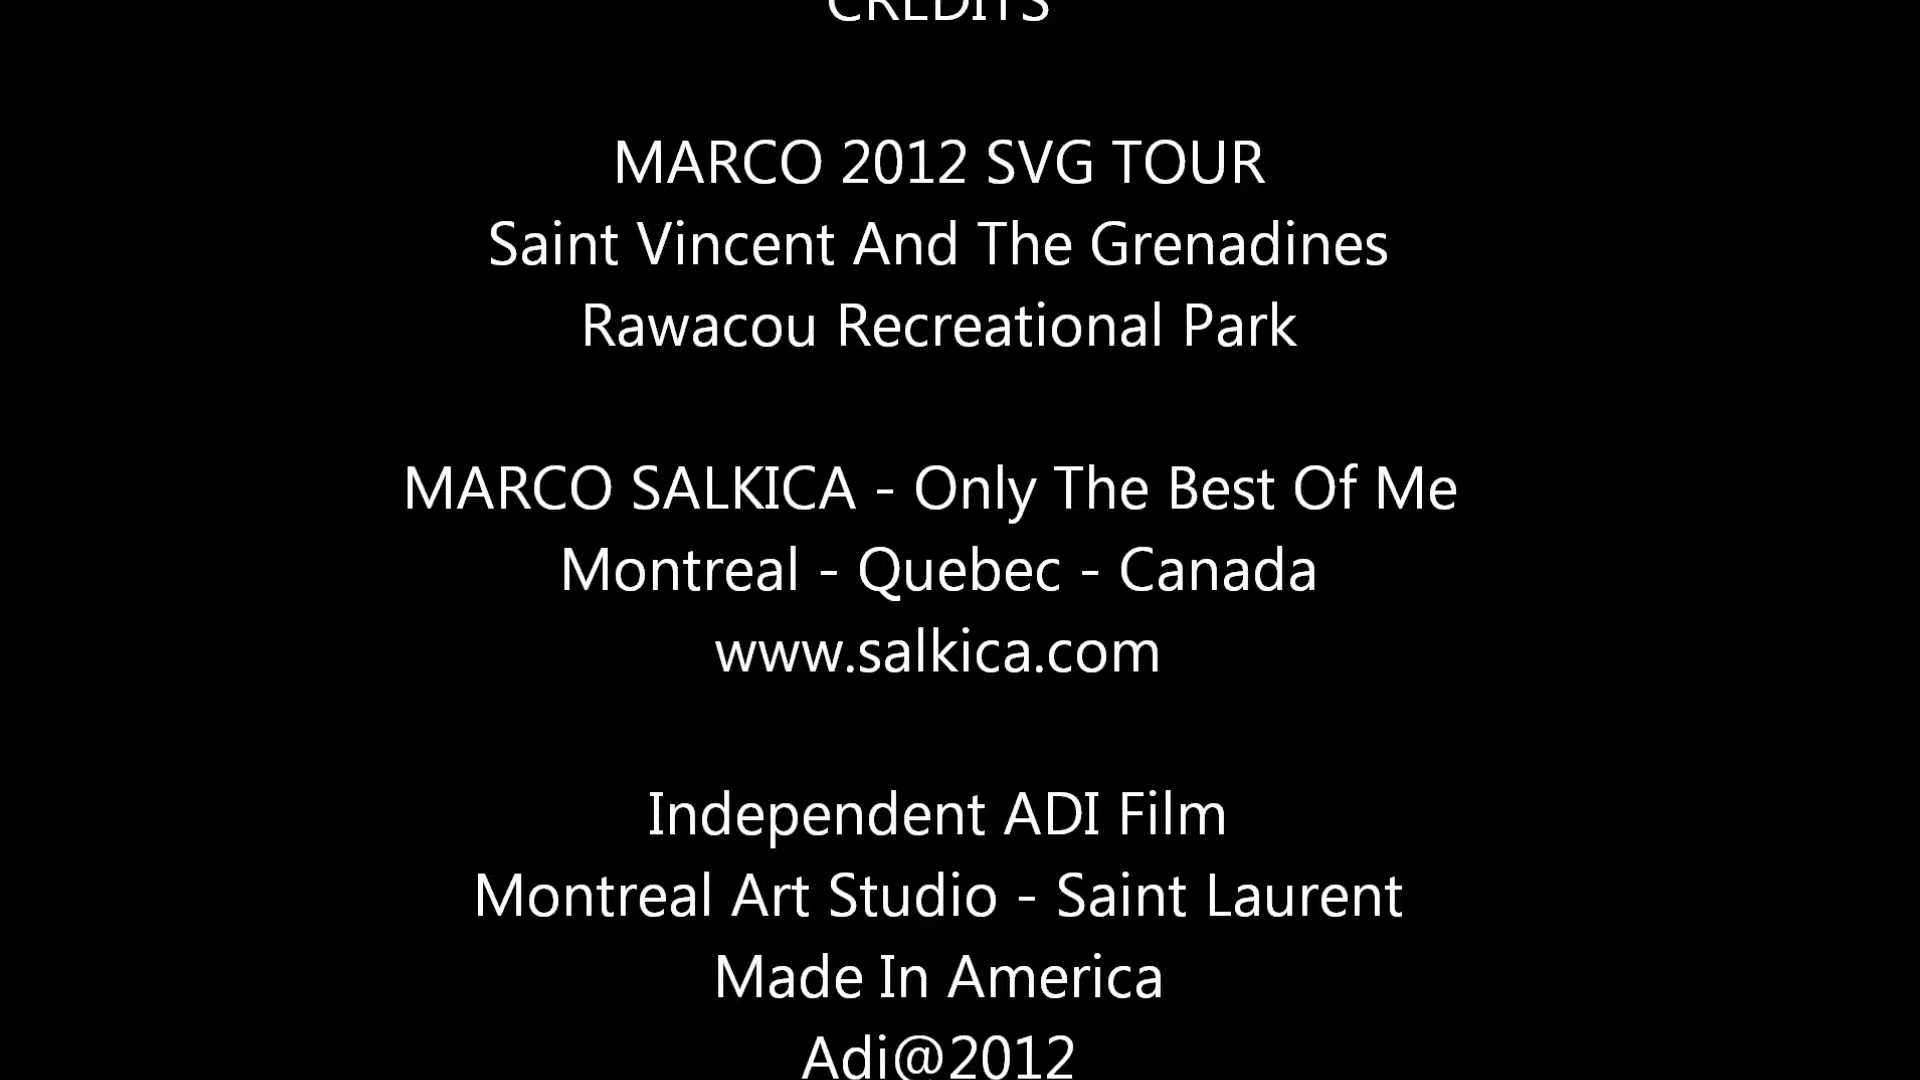 CREDITS
MARCO 2012 SVG TOUR
Saint Vincent And The Grenadines
Rawacou Recreational Park
MARCO SALKICA - Only The Best Of Me
Montreal - Quebec - Canada
www.salkica.com
Independent ADI Film
Montreal Art Studio - Saint Laurent
Made In America
Adi@2012